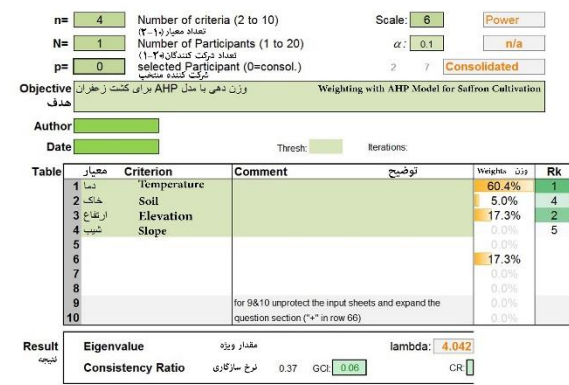 n= 4 Number of criteria (2 to 10) Scale: 6 Power
تعداد معیار(۱۰-۲)
N= 1 Number of Participants (1 to 20) α: 0.1 n/a
تعداد شرکت کنندگان(۲۰-۱)
p= 0 selected Participant (0=consol.) 2 7 Consolidated
شرکت کننده منتخب
Objective وزن دهی با مدل AHP برای کشت زعفران Weighting with AHP Model for Saffron Cultivation
هدف
Author
Date Thresh: Iterations:
Table معیار Criterion Comment توضیح Weights وزن Rk
1 دما Temperature 60.4% 1
2 خاک Soil 5.0% 4
3 ارتفاع Elevation 17.3% 2
4 شیب Slope 0.0% 5
5 0.0%
6 17.3%
7 0.0%
8 0.0%
9 for 9&10 unprotect the input sheets and expand the 0.0%
10 question section ("+" in row 66) 0.0%
Result Eigenvalue مقدار ویژه lambda: 4.042
نتیجه
Consistency Ratio نرخ سازگاری 0.37 GCI: 0.06 CR: